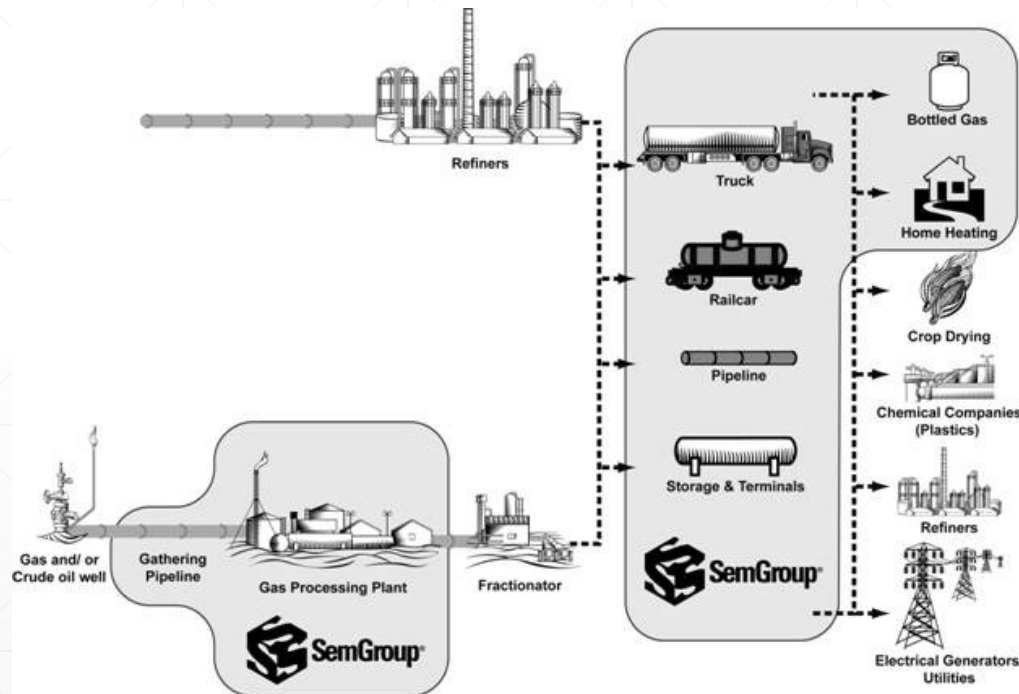 Refiners
Truck
Railcar
Pipeline
Storage & Terminals
SemGroup®
Bottled Gas
Home Heating
Crop Drying
Chemical Companies
(Plastics)
Refiners
Electrical Generators
Utilities
Gas and/ or
Crude oil well
Gathering
Pipeline
Gas Processing Plant
Fractionator
SemGroup®